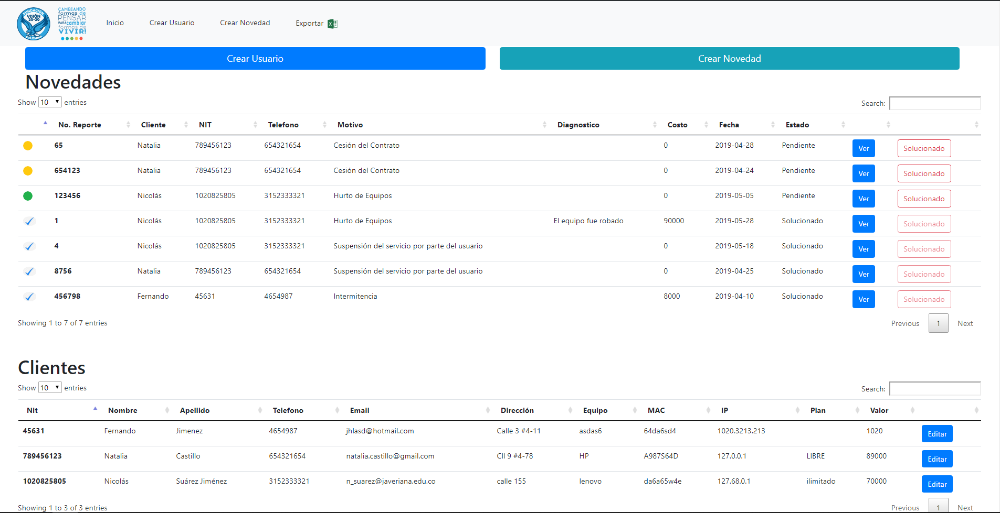 FUNDACIÓN
VISIÓN
20-20
COLOMBIA
CAMBIANDO
formas de
PENSAR
PARA cambiar
formas de
VIVIR!
Inicio Crear Usuario Crear Novedad Exportar
Crear Usuario Crear Novedad
Novedades
Show 10 entries Search:
No. Reporte Cliente NIT Telefono Motivo Diagnostico Costo Fecha Estado
65 Natalia 789456123 654321654 Cesión del Contrato 0 2019-04-28 Pendiente Ver Solucionado
654123 Natalia 789456123 654321654 Cesión del Contrato 0 2019-04-24 Pendiente Ver Solucionado
123456 Nicolás 1020825805 3152333321 Hurto de Equipos 0 2019-05-05 Pendiente Ver Solucionado
1 Nicolás 1020825805 3152333321 Hurto de Equipos El equipo fue robado 90000 2019-05-28 Solucionado Ver Solucionado
4 Nicolás 1020825805 3152333321 Suspensión del servicio por parte del usuario 0 2019-05-18 Solucionado Ver Solucionado
8756 Natalia 789456123 654321654 Suspensión del servicio por parte del usuario 0 2019-04-25 Solucionado Ver Solucionado
456798 Fernando 45631 4654987 Intermitencia 8000 2019-04-10 Solucionado Ver Solucionado
Showing 1 to 7 of 7 entries Previous 1 Next
Clientes
Show 10 entries Search:
Nit Nombre Apellido Telefono Email Dirección Equipo MAC IP Plan Valor
45631 Fernando Jimenez 4654987 jhlasd@hotmail.com Calle 3 #4-11 asdas6 64da6sd4 1020.3213.213 1020 Editar
789456123 Natalia Castillo 654321654 natalia.castillo@gmail.com Cll 9 #4-78 HP A987S64D 127.0.0.1 LIBRE 89000 Editar
1020825805 Nicolás Suárez Jiménez 3152333321 n_suarez@javeriana.edu.co calle 155 lenovo da6a65w4e 127.68.0.1 ilimitado 70000 Editar
Showing 1 to 3 of 3 entries Previous 1 Next